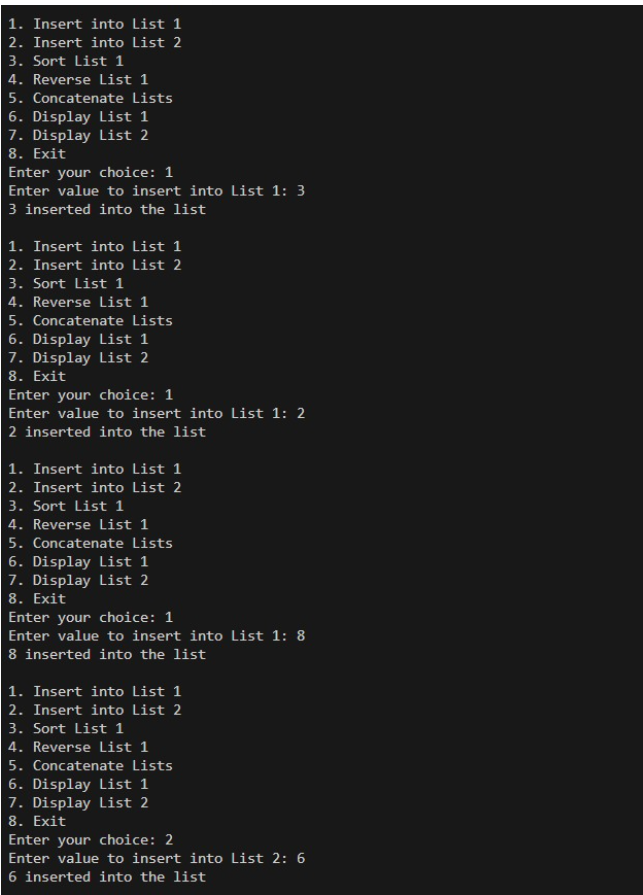 1. Insert into List 1
2. Insert into List 2
3. Sort List 1
4. Reverse List 1
5. Concatenate Lists
6. Display List 1
7. Display List 2
8. Exit
Enter your choice: 1
Enter value to insert into List 1: 3
3 inserted into the list
1. Insert into List 1
2. Insert into List 2
3. Sort List 1
4. Reverse List 1
5. Concatenate Lists
6. Display List 1
7. Display List 2
8. Exit
Enter your choice: 1
Enter value to insert into List 1: 2
2 inserted into the list
1. Insert into List 1
2. Insert into List 2
3. Sort List 1
4. Reverse List 1
5. Concatenate Lists
6. Display List 1
7. Display List 2
8. Exit
Enter your choice: 1
Enter value to insert into List 1: 8
8 inserted into the list
1. Insert into List 1
2. Insert into List 2
3. Sort List 1
4. Reverse List 1
5. Concatenate Lists
6. Display List 1
7. Display List 2
8. Exit
Enter your choice: 2
Enter value to insert into List 2: 6
6 inserted into the list